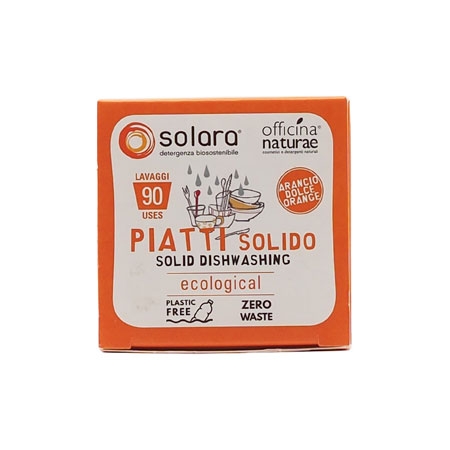 solara®
detergenza biosostenibile
officina®
naturae
cosmetici e detergenti naturali
LAVAGGI
90
USES
ARANCIO
DOLCE
ORANGE
PIATTI SOLIDO
SOLID DISHWASHING
ecological
PLASTIC
FREE
ZERO
WASTE